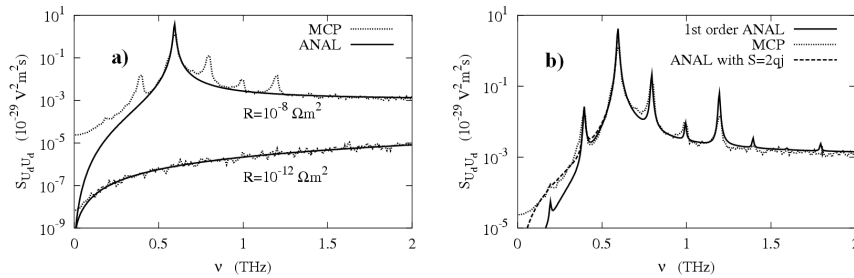 10^1
10^-1
10^-3
10^-5
10^-7
10^-9
S_{U_d U_d} (10^-29 V^2 m^2 s)
a)
MCP
ANAL
R=10^-8 Ωm^2
R=10^-12 Ωm^2
0 0.5 1 1.5 2
ν (THz)
10^1
10^-1
10^-3
10^-5
S_{U_d U_d} (10^-29 V^2 m^2 s)
b)
1st order ANAL
MCP
ANAL with S=2qj
0 0.5 1 1.5 2
ν (THz)